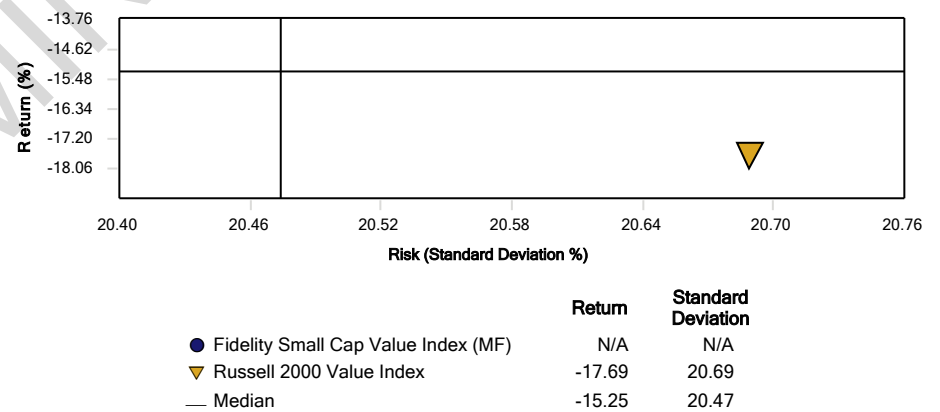 -13.76
-14.62
-15.48
-16.34
-17.20
-18.06
Return (%)
20.40 20.46 20.52 20.58 20.64 20.70 20.76
Risk (Standard Deviation %)
Return Standard Deviation
Fidelity Small Cap Value Index (MF) N/A N/A
Russell 2000 Value Index -17.69 20.69
Median -15.25 20.47